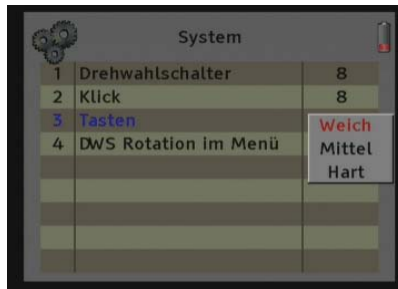 System
1 Drehwahlschalter 8
2 Klick 8
3 Tasten
4 DWS Rotation im Menü
Weich
Mittel
Hart